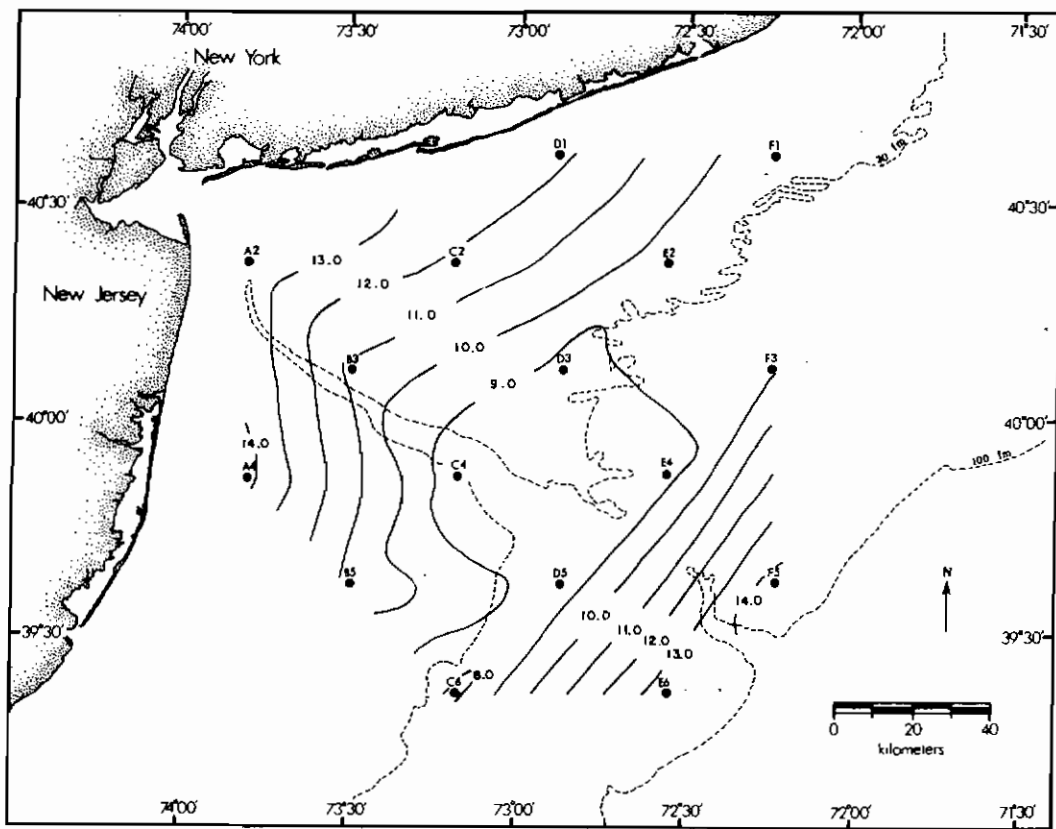 74°00' 73°30' 73°00' 72°30' 72°00' 71°30'
New York
D1 F1
20 fm
40°30' 40°30'
A2 C2 E2
13.0
12.0
New Jersey
11.0
10.0
B3 D3 F3
9.0
40°00' 40°00'
14.0
A4 C4 E4
100 fm
B5 D5 F5
N
14.0
10.0
11.0
12.0
13.0
39°30' 39°30'
8.0
C6 E6
0 20 40
kilometers
74°00' 73°30' 73°00' 72°30' 72°00' 71°30'